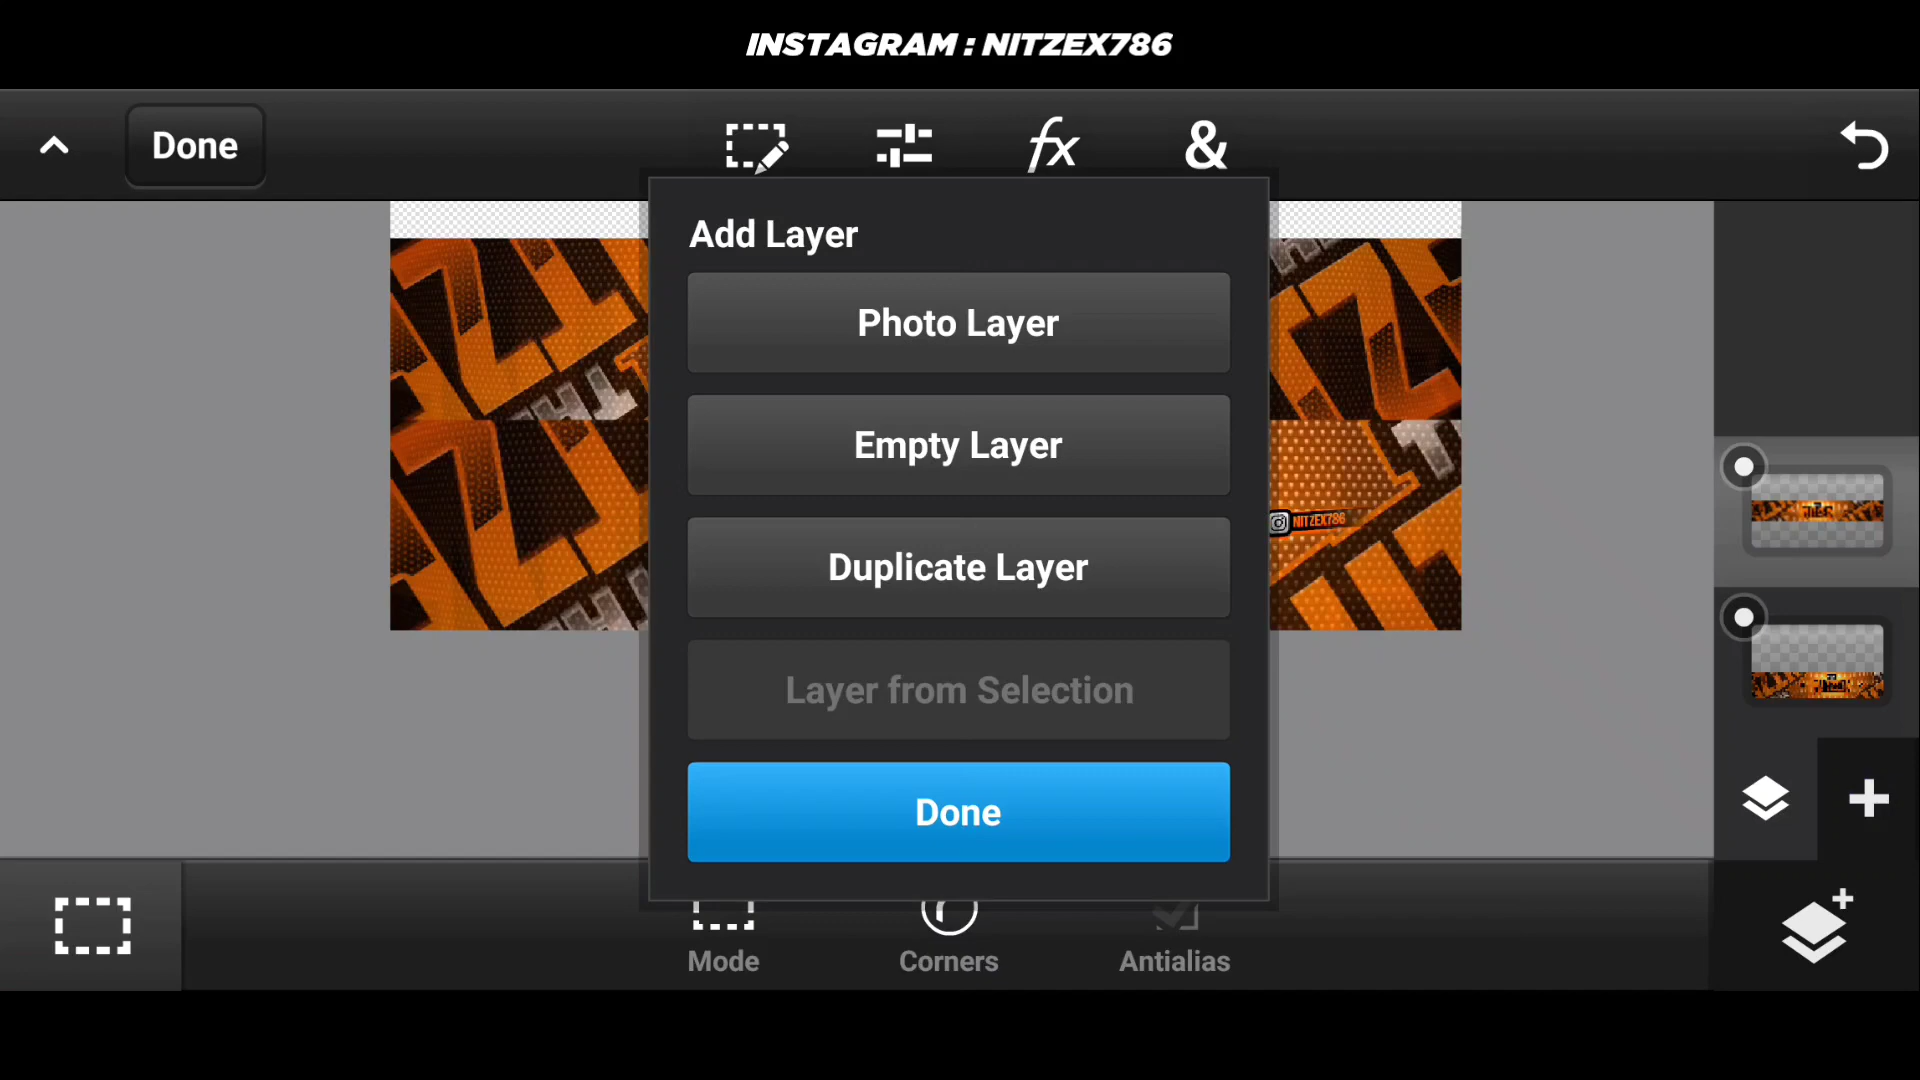 INSTAGRAM : NITZEX786
Done
fx
&
Add Layer
Photo Layer
Empty Layer
Duplicate Layer
NITZEX786
Layer from Selection
Done
Mode
Corners
Antialias